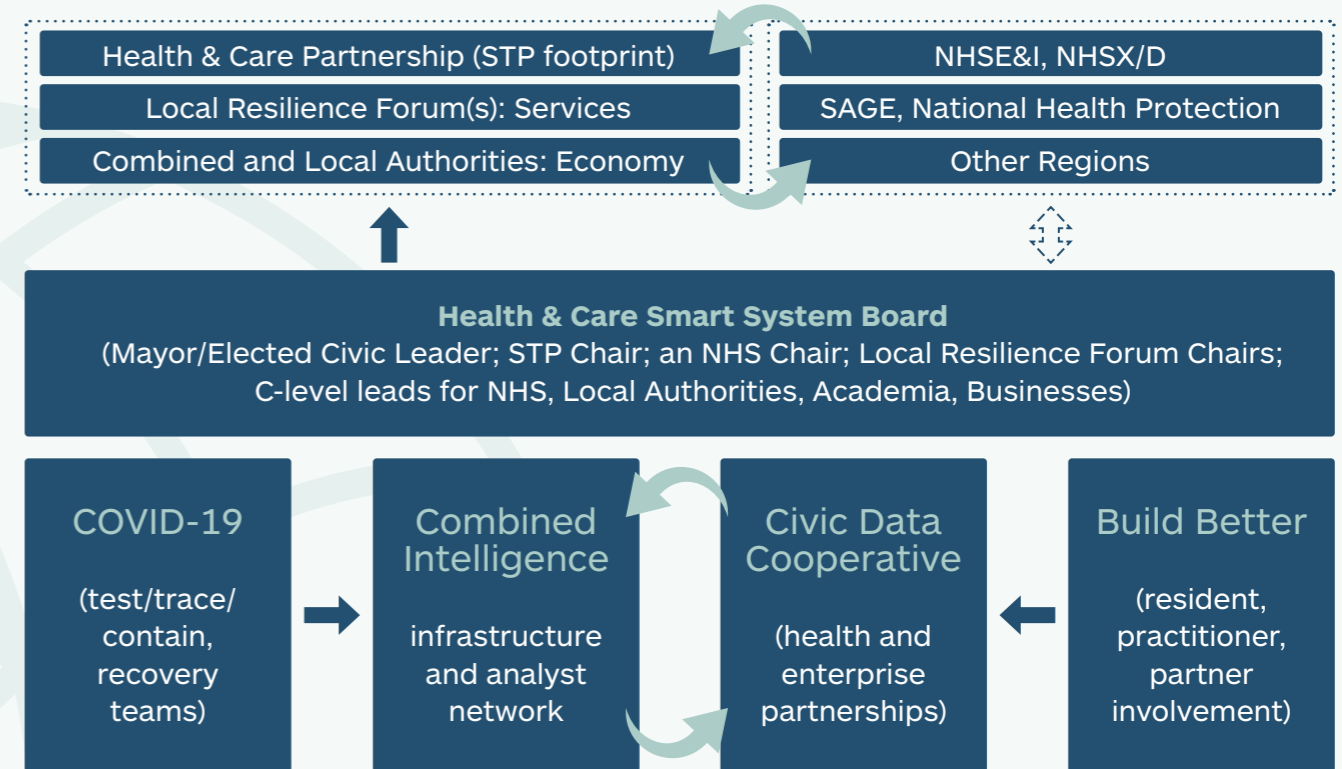 Health & Care Partnership (STP footprint)
Local Resilience Forum(s): Services
Combined and Local Authorities: Economy
NHSE&I, NHSX/D
SAGE, National Health Protection
Other Regions
Health & Care Smart System Board
(Mayor/Elected Civic Leader; STP Chair; an NHS Chair; Local Resilience Forum Chairs;
C-level leads for NHS, Local Authorities, Academia, Businesses)
COVID-19
(test/trace/
contain,
recovery
teams)
Combined
Intelligence
infrastructure
and analyst
network
Civic Data
Cooperative
(health and
enterprise
partnerships)
Build Better
(resident,
practitioner,
partner
involvement)